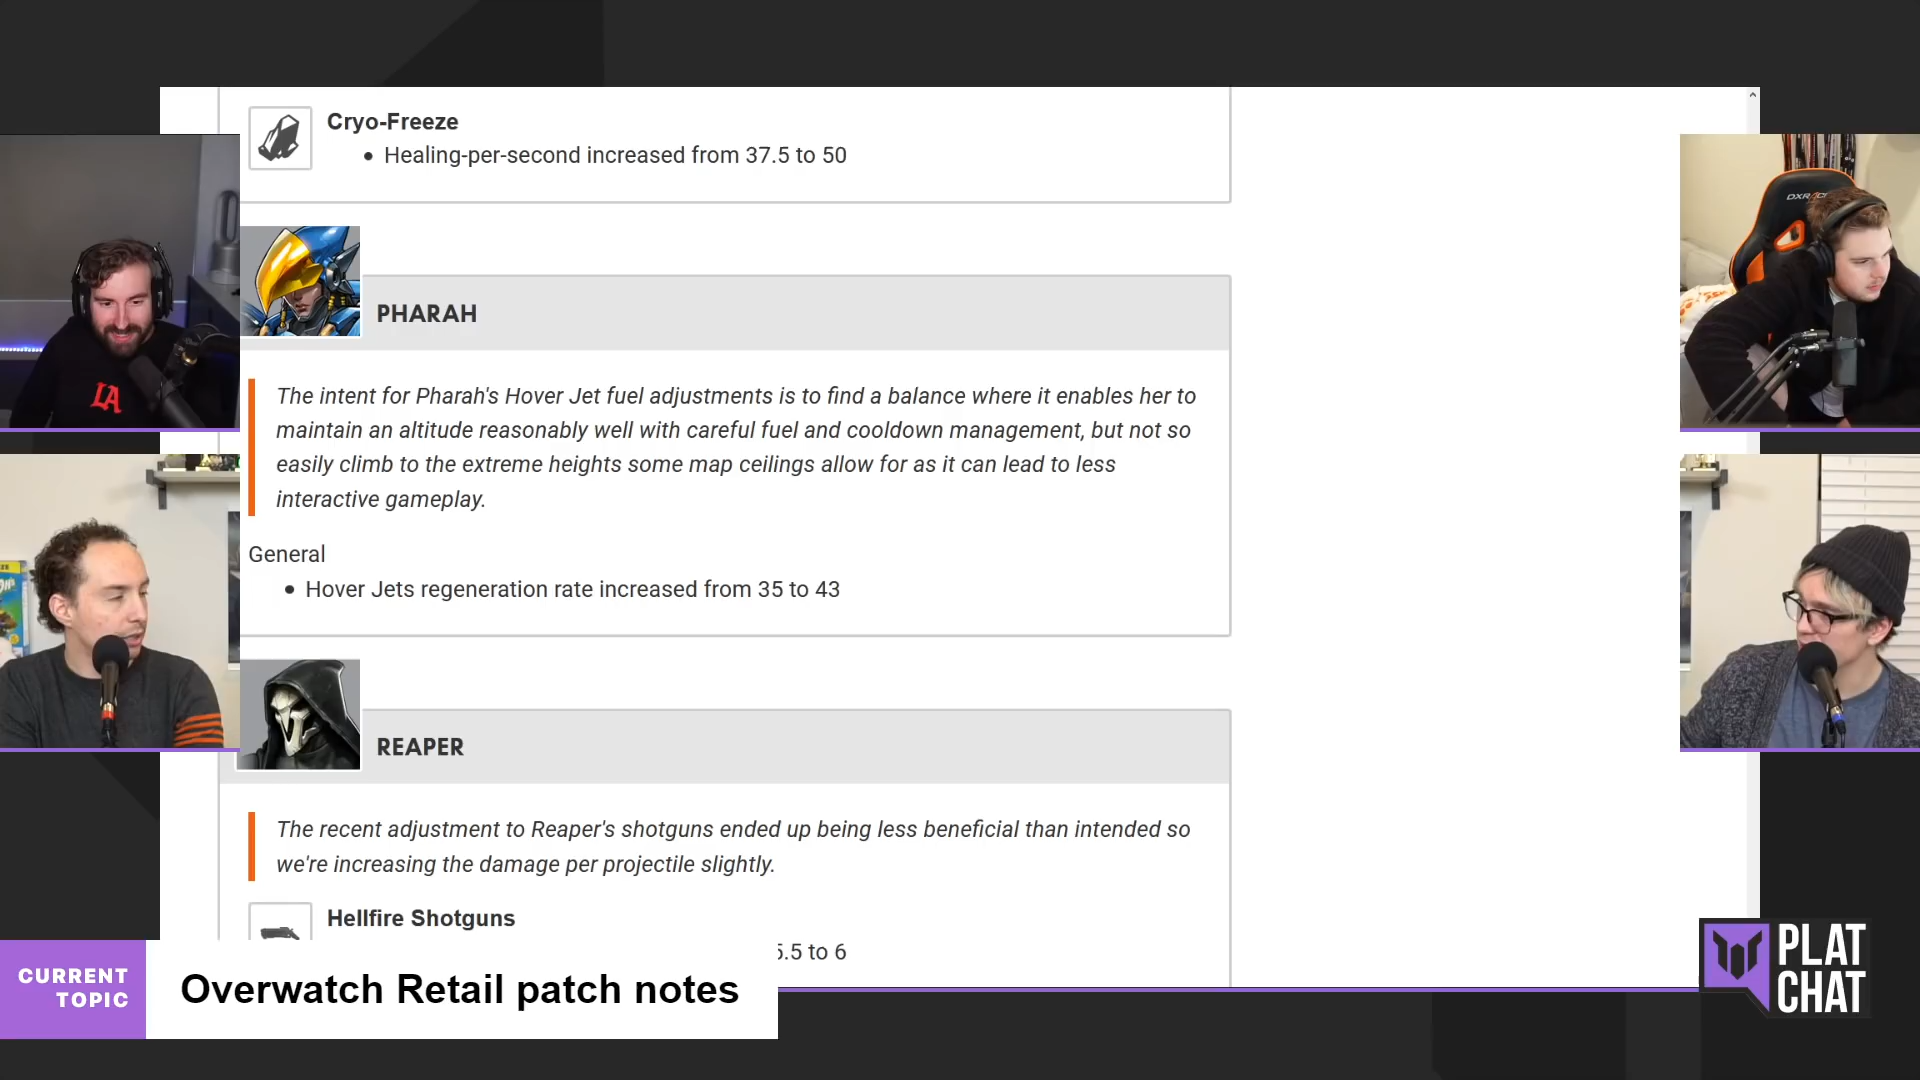 Cryo-Freeze
• Healing-per-second increased from 37.5 to 50
PHARAH
The intent for Pharah's Hover Jet fuel adjustments is to find a balance where it enables her to
maintain an altitude reasonably well with careful fuel and cooldown management, but not so
easily climb to the extreme heights some map ceilings allow for as it can lead to less
interactive gameplay.
General
• Hover Jets regeneration rate increased from 35 to 43
REAPER
The recent adjustment to Reaper's shotguns ended up being less beneficial than intended so
we're increasing the damage per projectile slightly.
Hellfire Shotguns
5.5 to 6
CURRENT
TOPIC
Overwatch Retail patch notes
PLAT
CHAT
LA